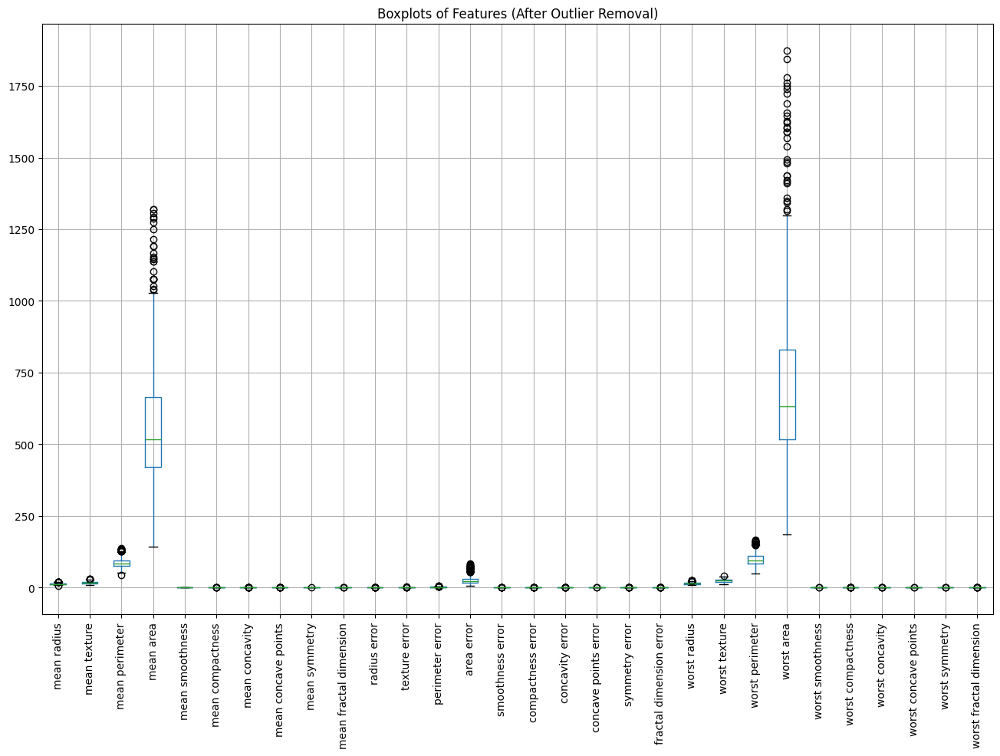 Boxplots of Features (After Outlier Removal)
1750
1500
1250
1000
750
500
250
0
mean radius
mean texture
mean perimeter
mean area
mean smoothness
mean compactness
mean concavity
mean concave points
mean symmetry
mean fractal dimension
radius error
texture error
perimeter error
area error
smoothness error
compactness error
concavity error
concave points error
symmetry error
fractal dimension error
worst radius
worst texture
worst perimeter
worst area
worst smoothness
worst compactness
worst concavity
worst concave points
worst symmetry
worst fractal dimension